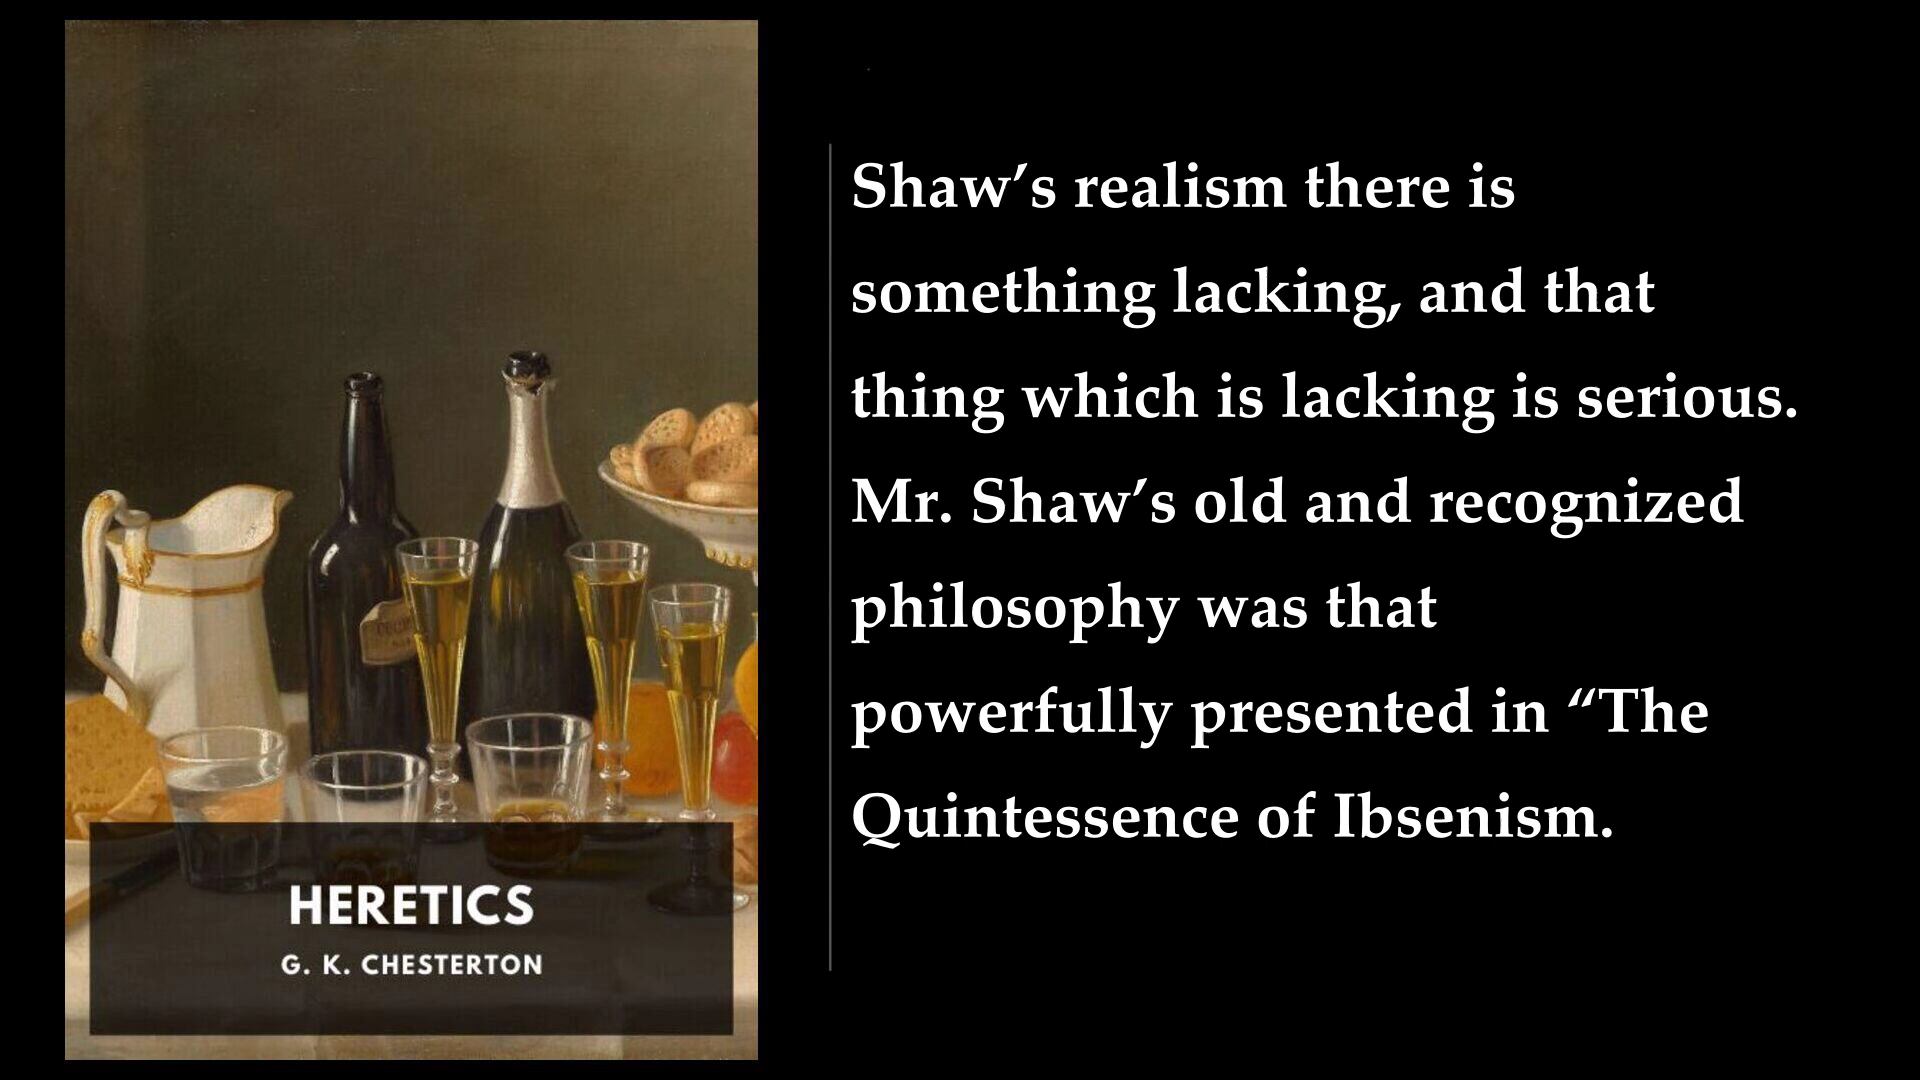 Shaw’s realism there is
something lacking, and that
thing which is lacking is serious.
Mr. Shaw’s old and recognized
philosophy was that
powerfully presented in “The
Quintessence of Ibsenism.
HERETICS
G. K. CHESTERTON